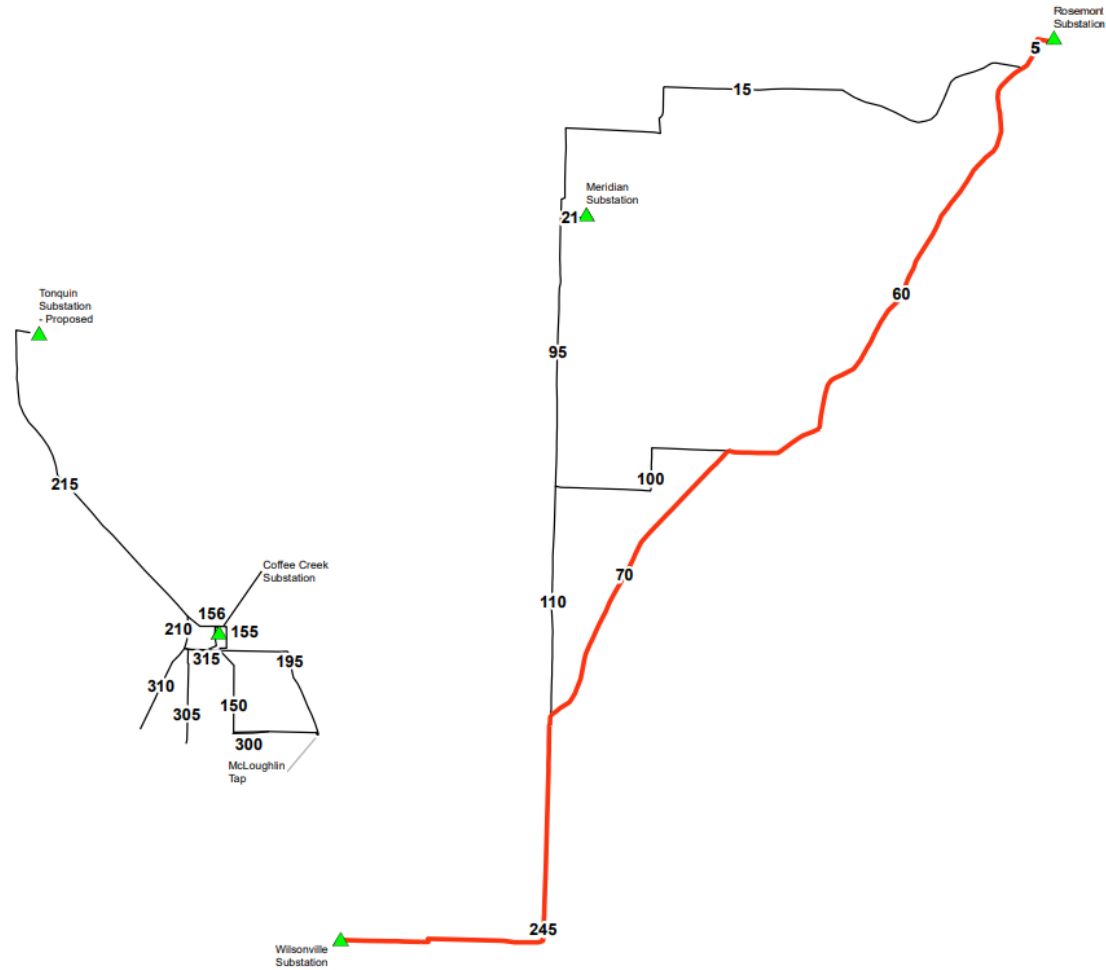 Rosemont
Substation
5
15
Meridian
Substation
21
60
Tonquin
Substation
- Proposed
95
215
100
Coffee Creek
Substation
70
110
156
210
155
315
195
310
150
305
300
McLoughlin
Tap
245
Wilsonville
Substation